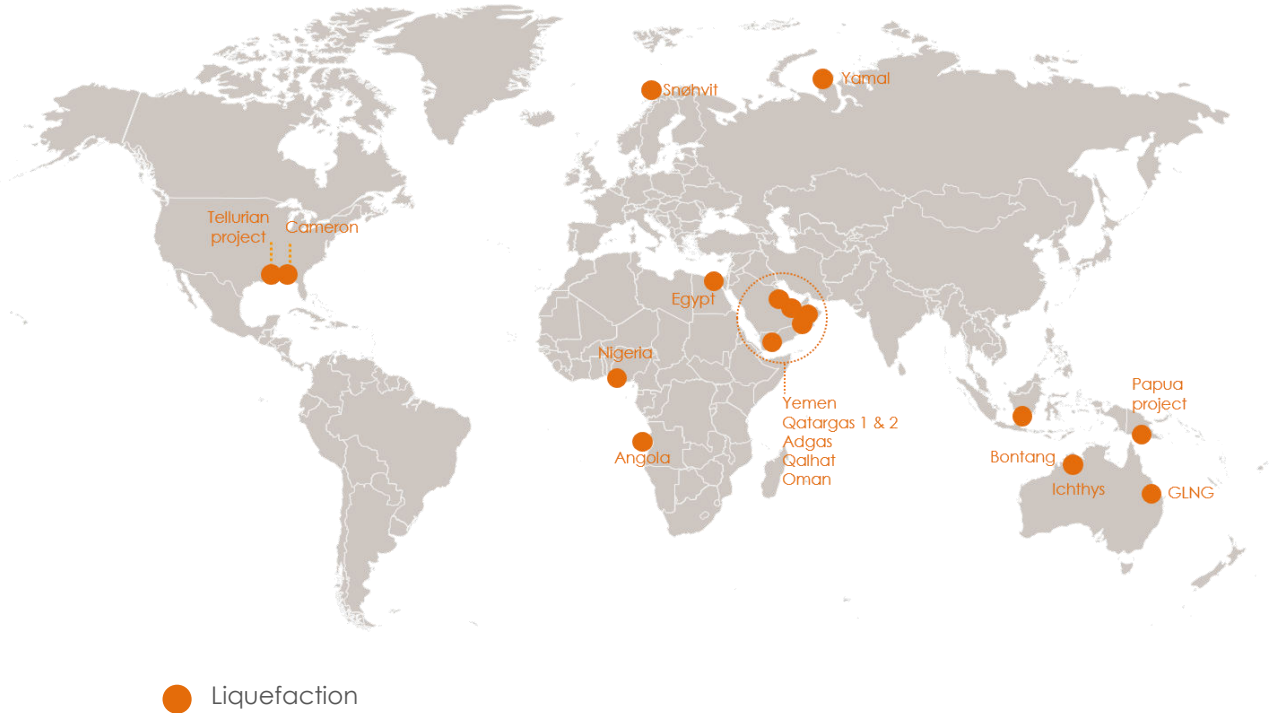 Yamal
Snøhvit
Tellurian
project
Cameron
Egypt
Nigeria
Angola
Yemen
Qatargas 1 & 2
Adgas
Qalhat
Oman
Papua
project
Bontang
Ichthys
GLNG
Liquefaction